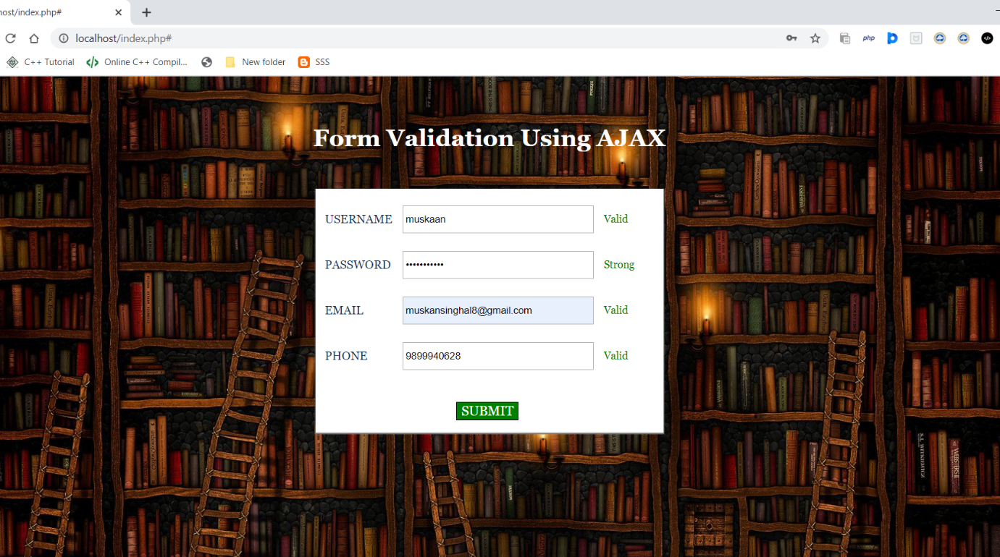 host/index.php#
localhost/index.php#
php
C++ Tutorial
Online C++ Compil...
New folder
SSS
Form Validation Using AJAX
USERNAME muskaan Valid
PASSWORD ••••••••••• Strong
EMAIL muskansinghal8@gmail.com Valid
PHONE 9899940628 Valid
SUBMIT